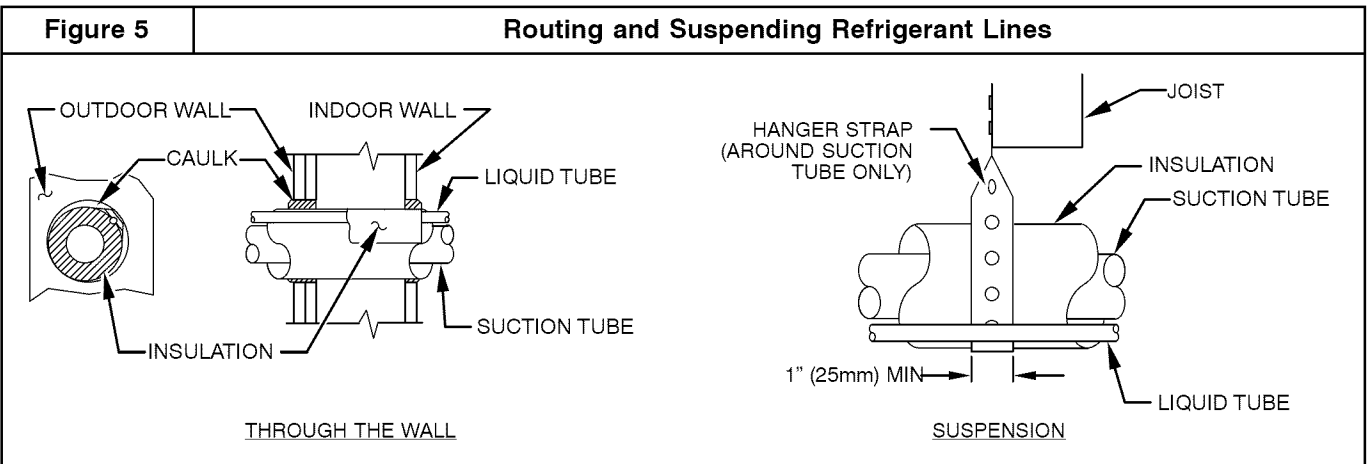 Figure 5
Routing and Suspending Refrigerant Lines
OUTDOOR WALL
INDOOR WALL
CAULK
LIQUID TUBE
SUCTION TUBE
INSULATION
THROUGH THE WALL
JOIST
HANGER STRAP
(AROUND SUCTION
TUBE ONLY)
INSULATION
SUCTION TUBE
1” (25mm) MIN
LIQUID TUBE
SUSPENSION